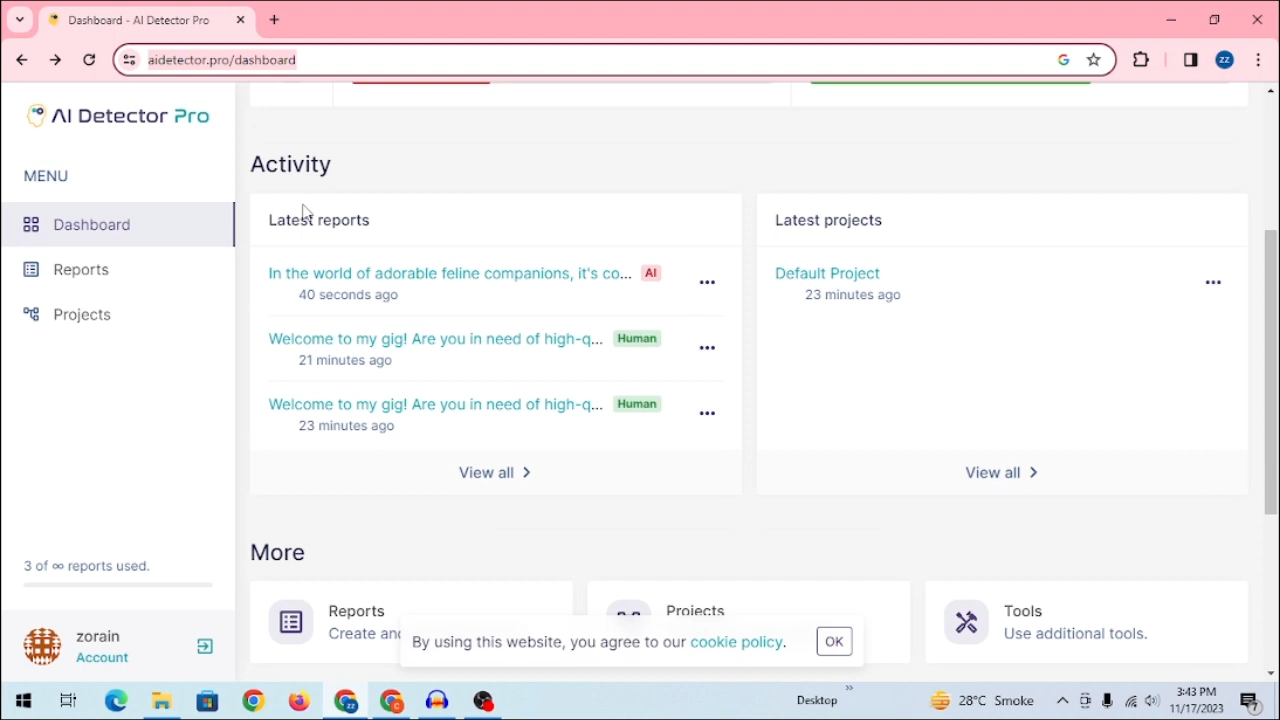 Dashboard - AI Detector Pro
aidetector.pro/dashboard
ZZ
AI Detector Pro
MENU
Dashboard
Reports
Projects
3 of ∞ reports used.
zorain
Account
Activity
Latest reports
In the world of adorable feline companions, it's co... AI
40 seconds ago
Welcome to my gig! Are you in need of high-q... Human
21 minutes ago
Welcome to my gig! Are you in need of high-q... Human
23 minutes ago
View all
Latest projects
Default Project
23 minutes ago
View all
More
Reports
Create and
Projects
Tools
Use additional tools.
By using this website, you agree to our cookie policy. OK
Desktop
28°C Smoke
3:43 PM
11/17/2023
7